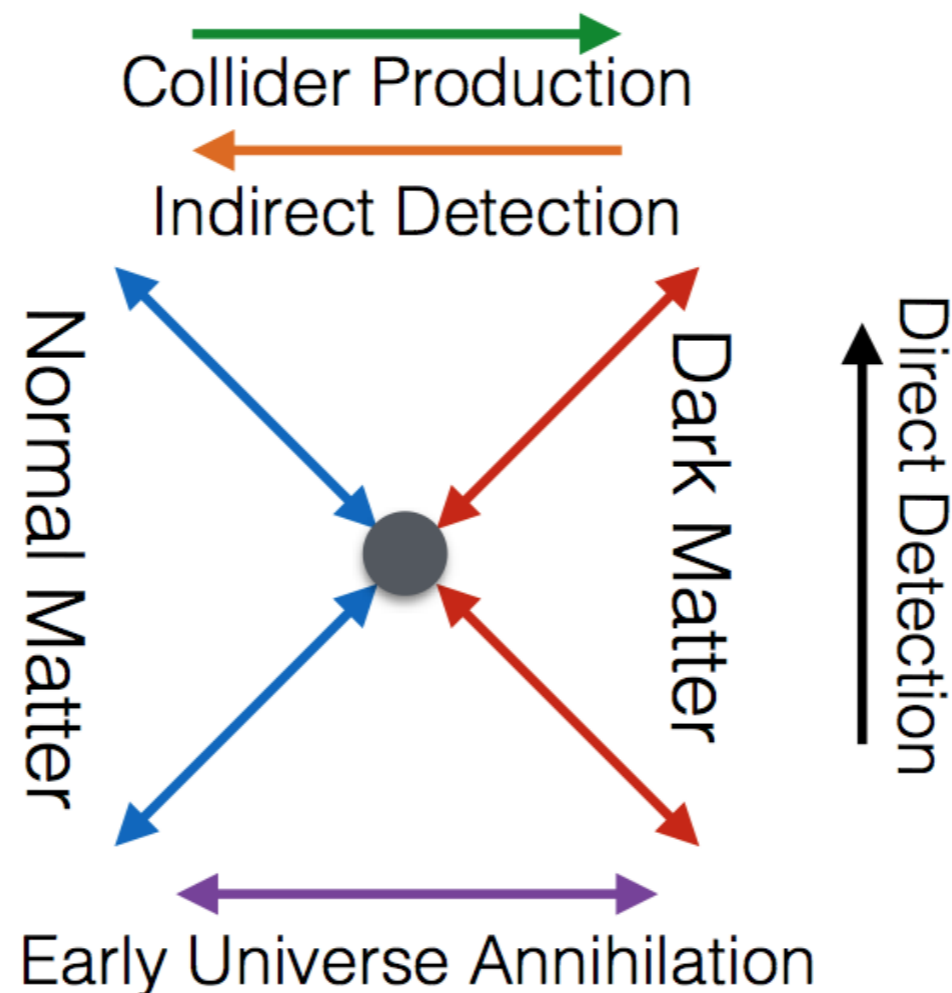 Collider Production
Indirect Detection
Normal Matter
Dark Matter
Direct Detection
Early Universe Annihilation